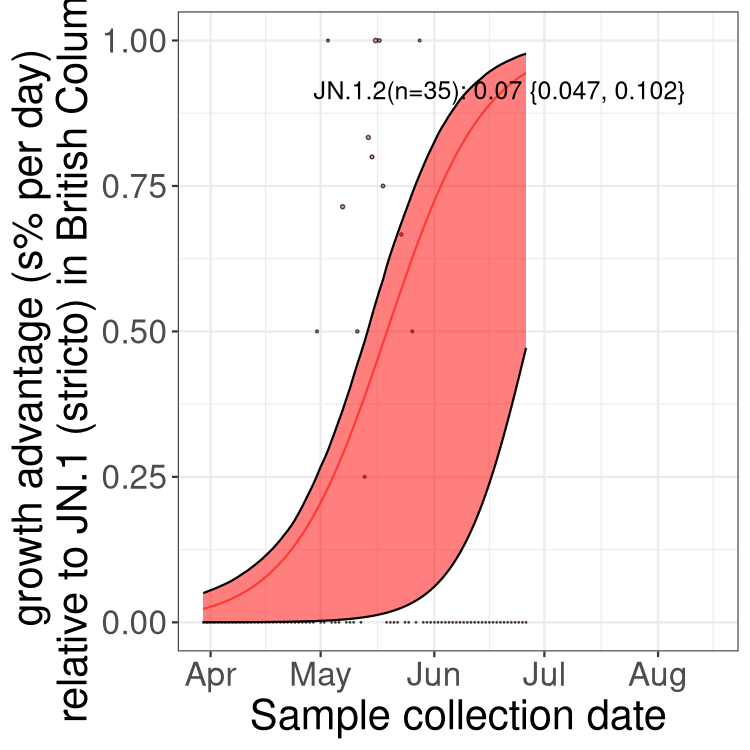 growth advantage (s% per day)
relative to JN.1 (stricto) in British Colum
1.00
0.75
0.50
0.25
0.00
JN.1.2(n=35): 0.07 {0.047, 0.102}
Apr May Jun Jul Aug
Sample collection date